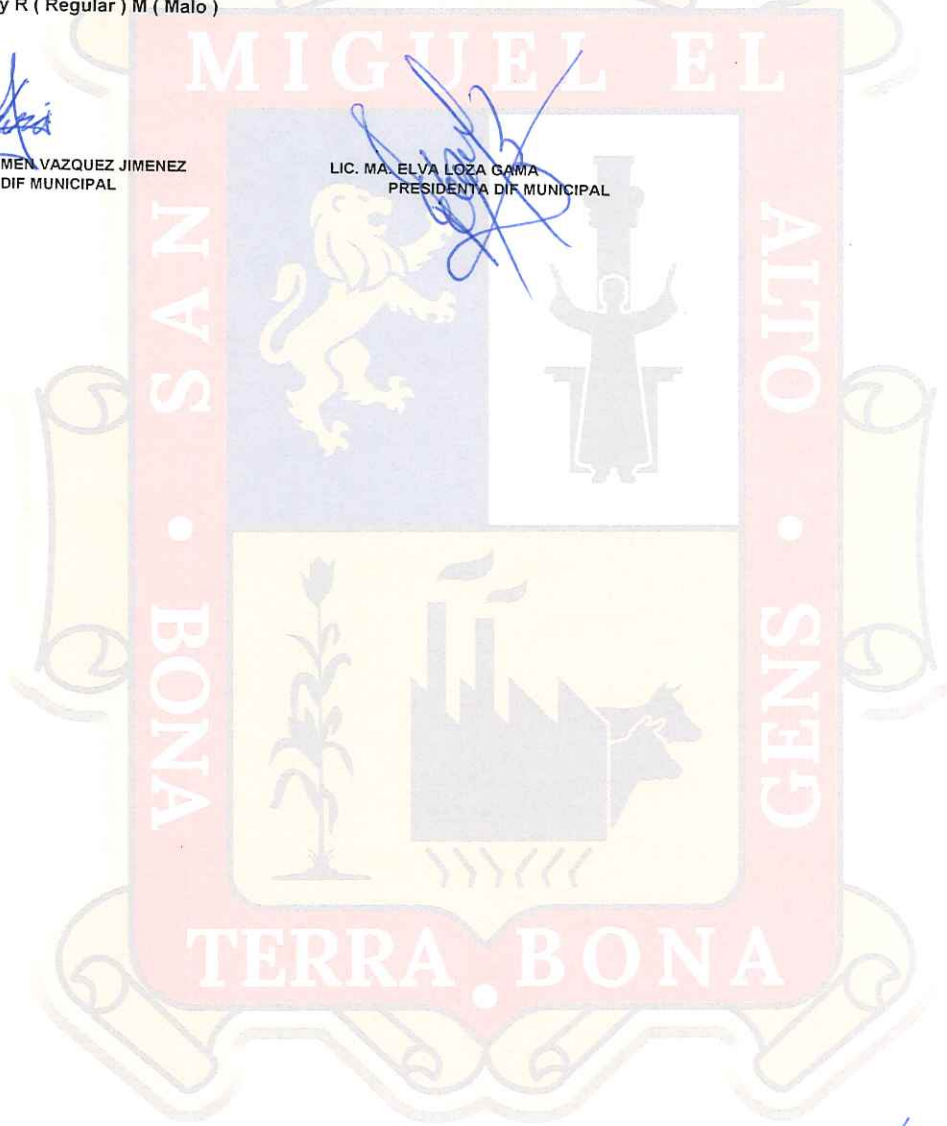 y R ( Regular ) M ( Malo )
MEN VAZQUEZ JIMENEZ
DIF MUNICIPAL
LIC. MA. ELVA LOZA GAMA
PRESIDENTA DIF MUNICIPAL
SAN MIGUEL EL ALTO
BONA • GENS •
TERRA • BONA